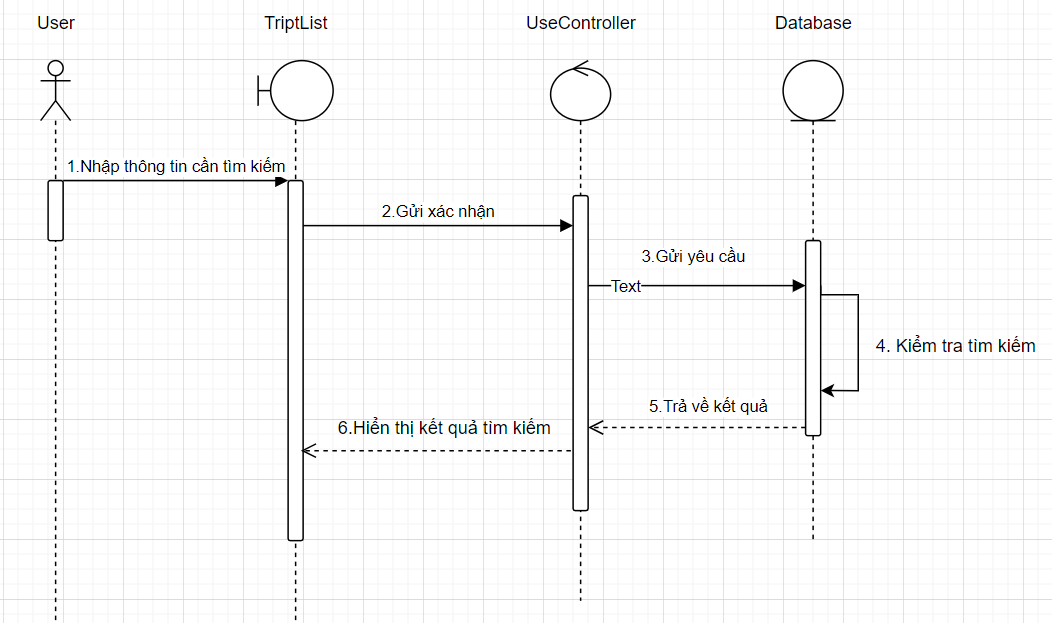 User
TriptList
UseController
Database
1.Nhập thông tin cần tìm kiếm
2.Gửi xác nhận
3.Gửi yêu cầu
Text
4. Kiểm tra tìm kiếm
5.Trả về kết quả
6.Hiển thị kết quả tìm kiếm